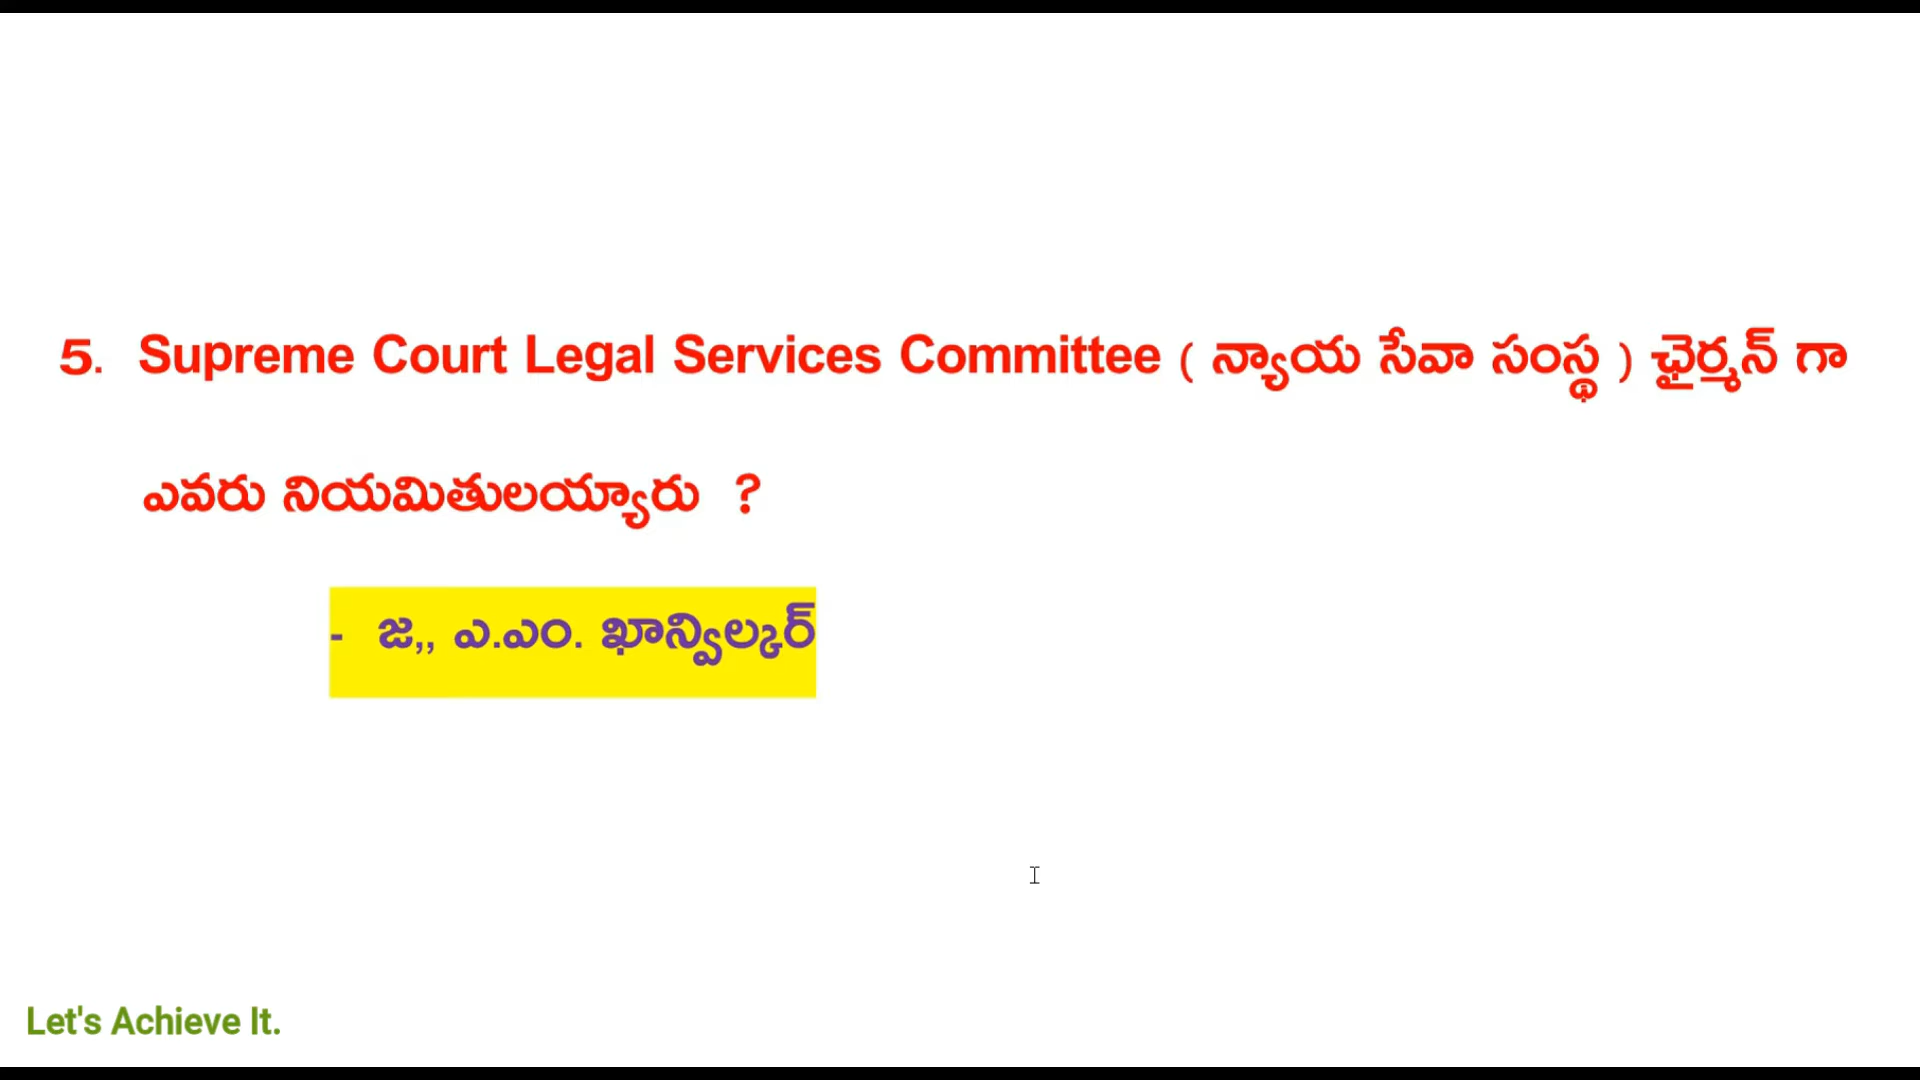 5. Supreme Court Legal Services Committee ( న్యాయ సేవా సంస్థ ) ఛైర్మన్ గా
ఎవరు నియమితులయ్యారు ?
- జ,, ఎ.ఎం. ఖాన్విల్కర్
Let's Achieve It.